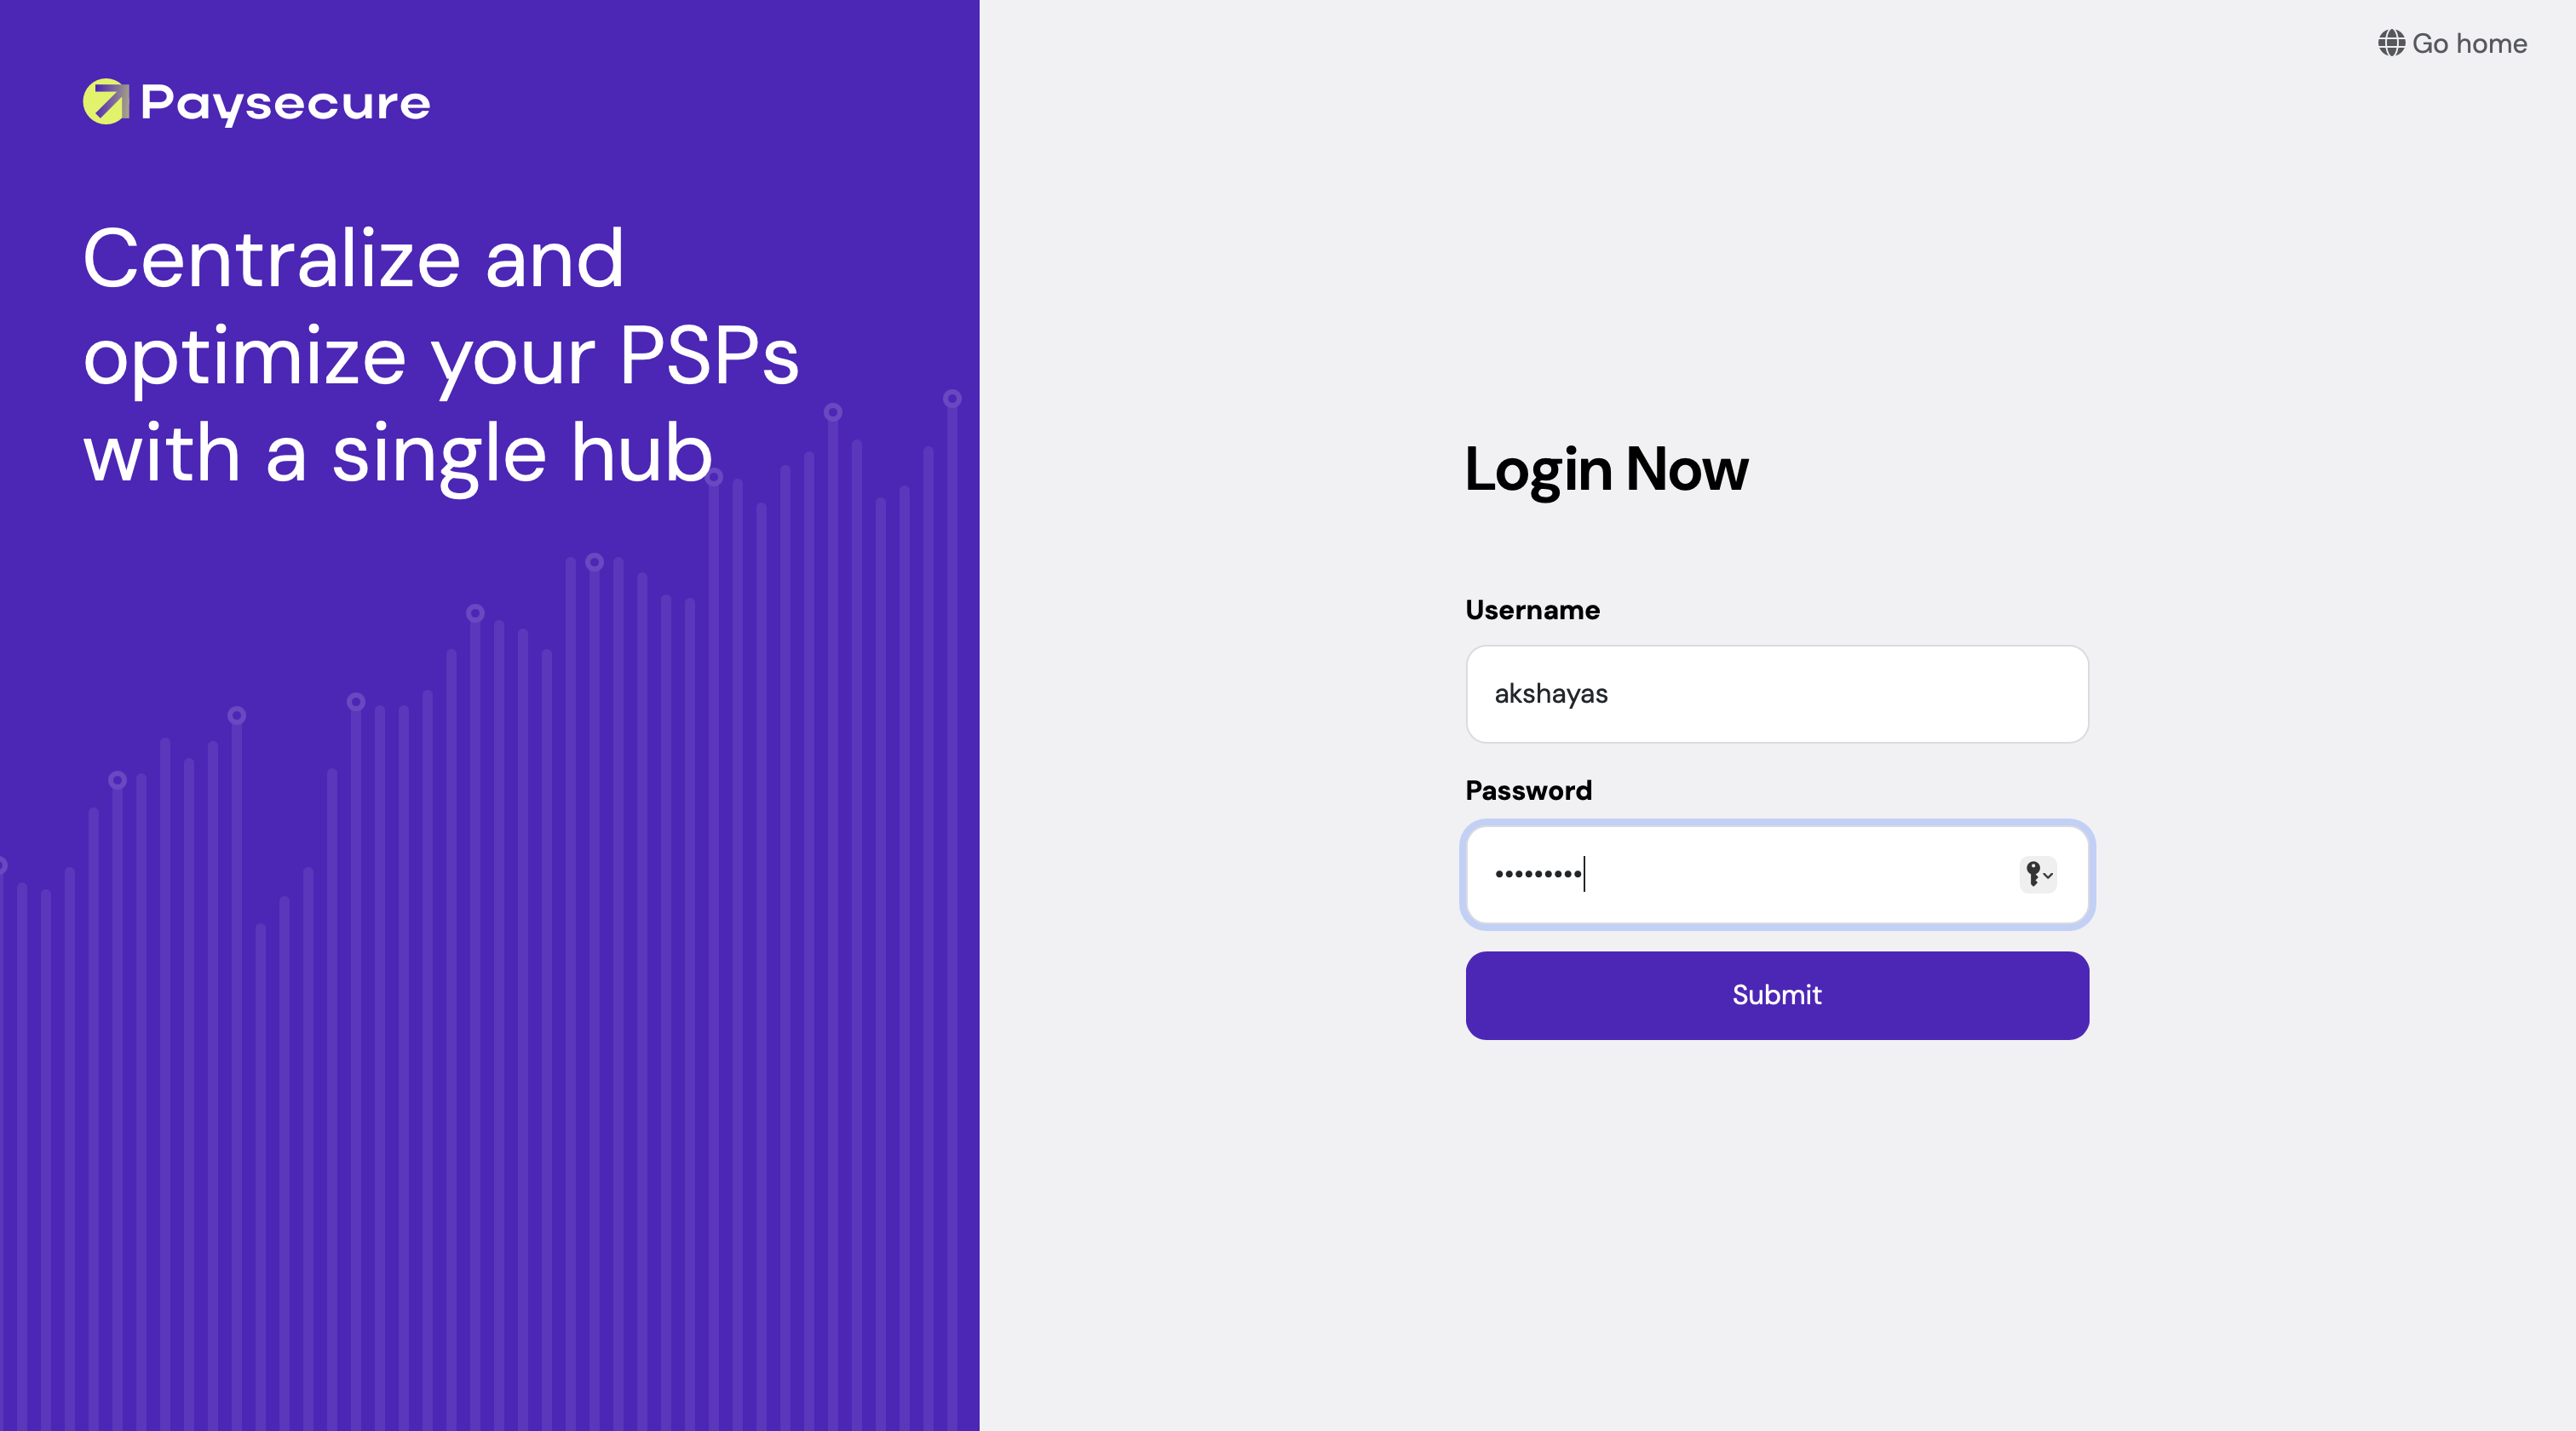 Paysecure
Centralize and
optimize your PSPs
with a single hub
Go home
Login Now
Username
akshayas
Password
•••••••••
Submit